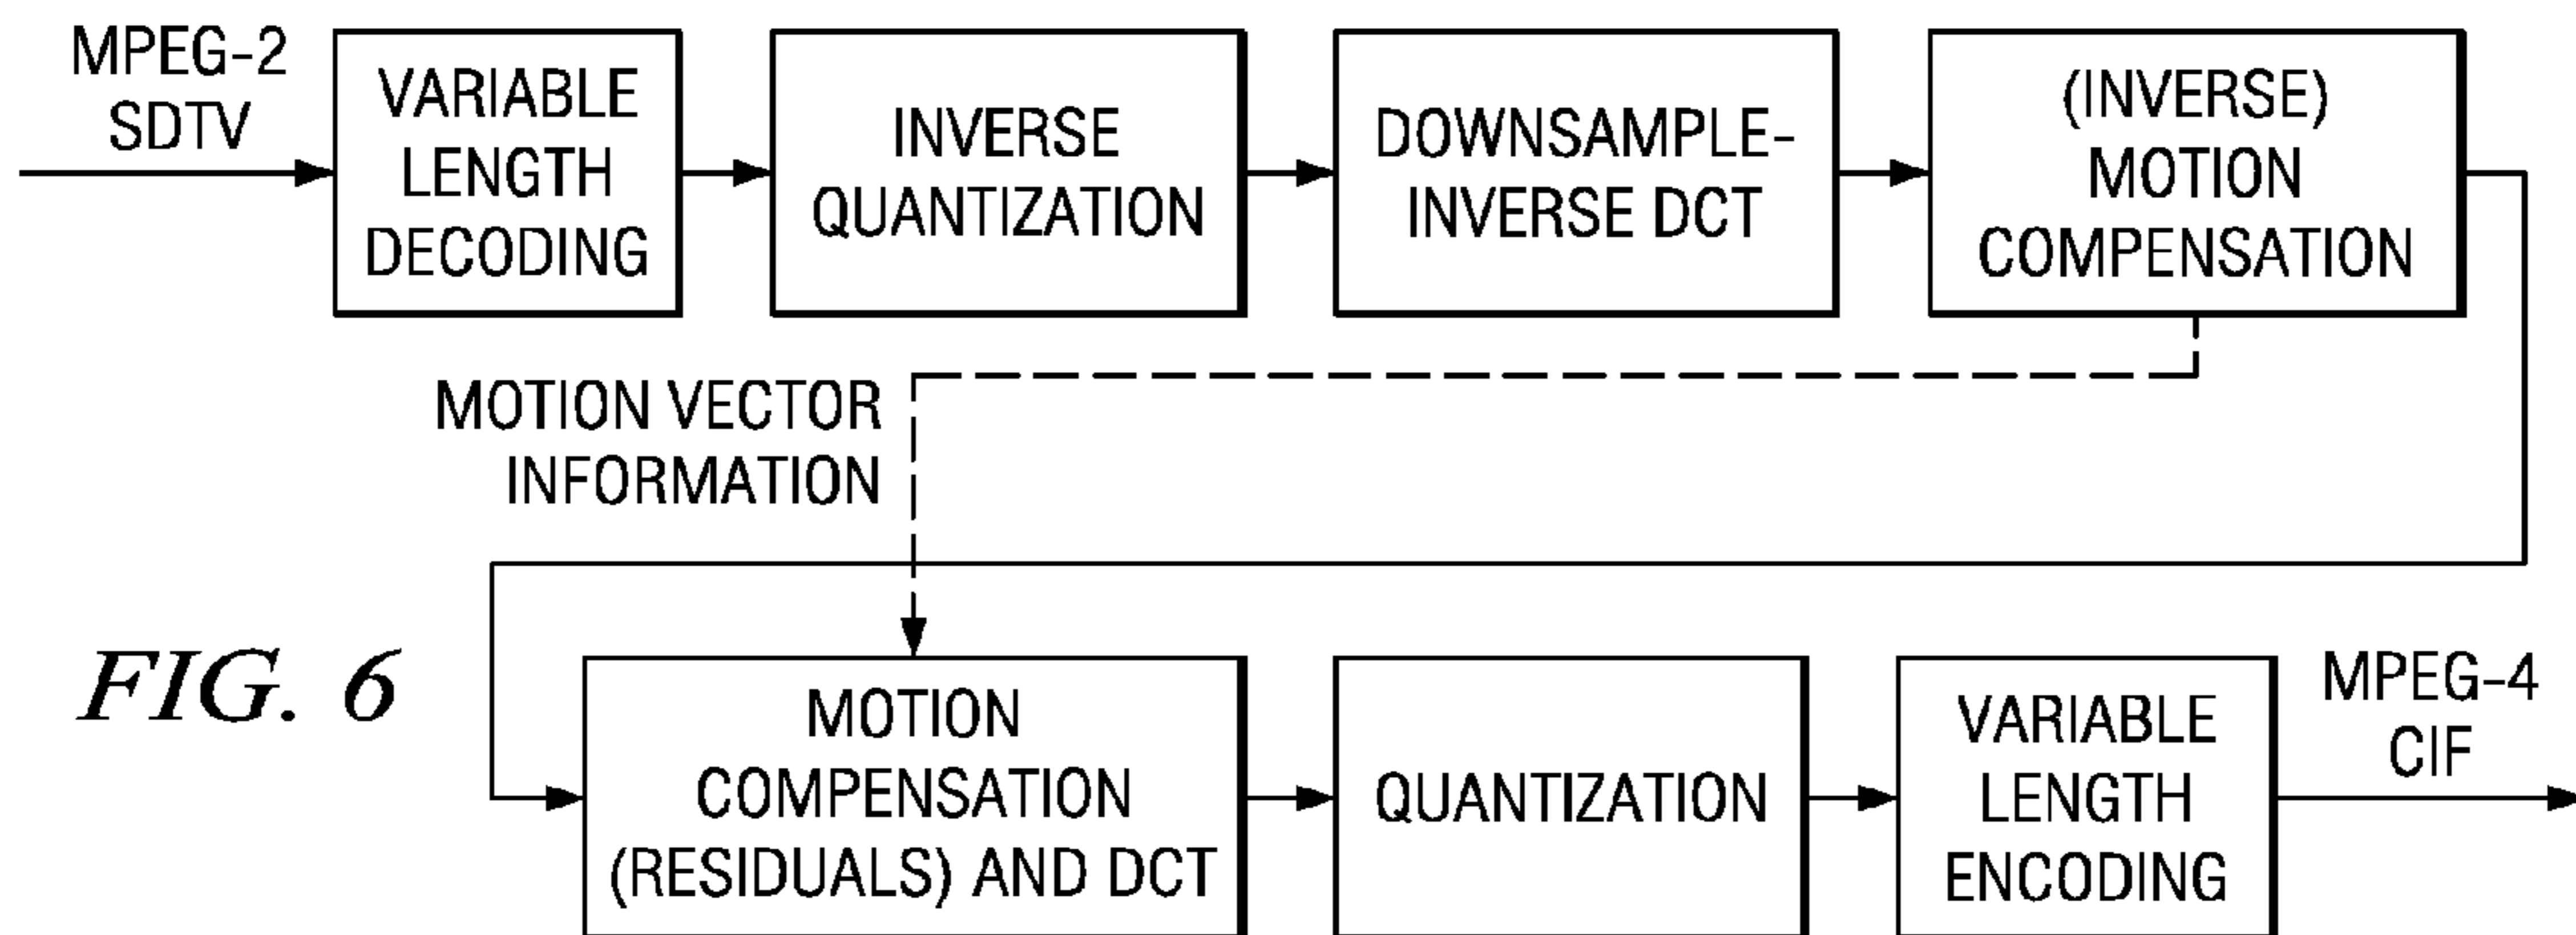 MPEG-2
SDTV
VARIABLE
LENGTH
DECODING
INVERSE
QUANTIZATION
DOWNSAMPLE-
INVERSE DCT
(INVERSE)
MOTION
COMPENSATION
MOTION VECTOR
INFORMATION
FIG. 6
MOTION
COMPENSATION
(RESIDUALS) AND DCT
QUANTIZATION
VARIABLE
LENGTH
ENCODING
MPEG-4
CIF